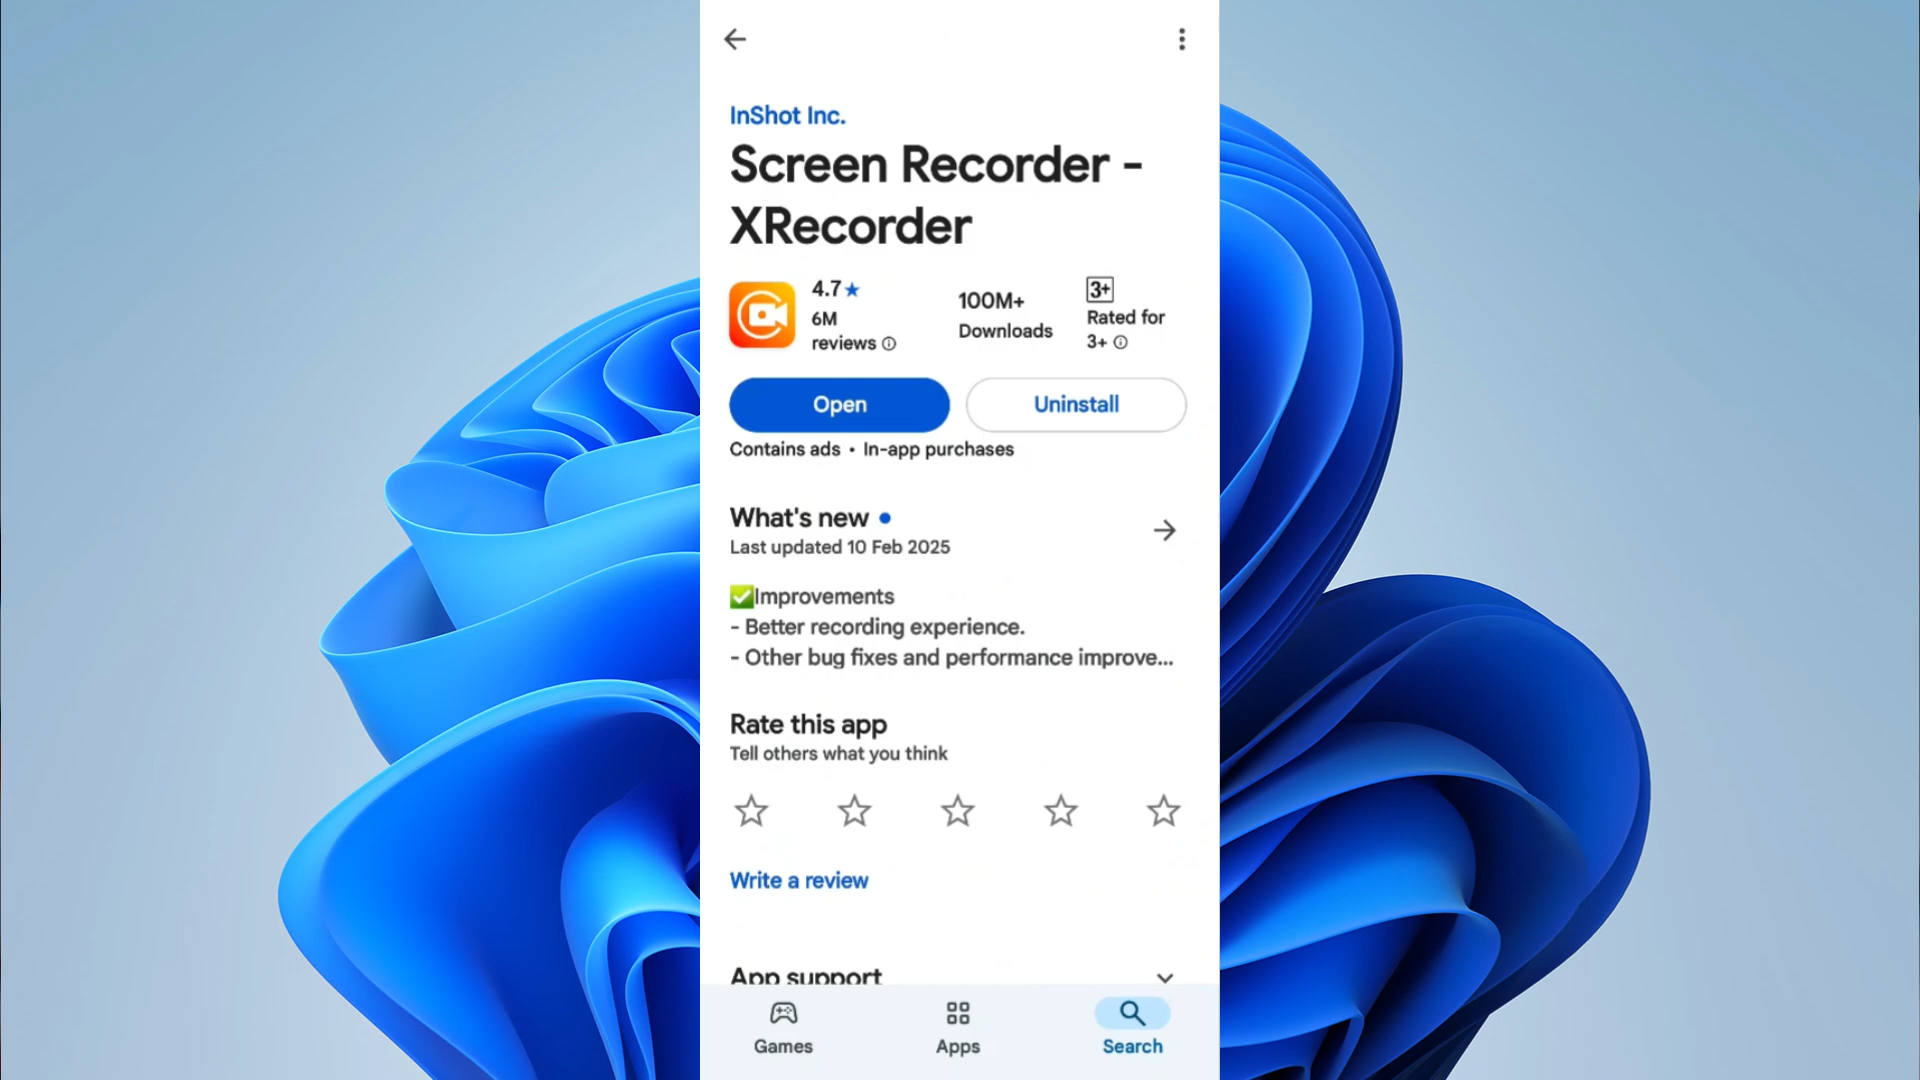 InShot Inc.
Screen Recorder -
XRecorder
4.7★
6M
reviews
100M+
Downloads
3+
Rated for
3+
Open
Uninstall
Contains ads • In-app purchases
What's new
Last updated 10 Feb 2025
✅Improvements
- Better recording experience.
- Other bug fixes and performance improve...
Rate this app
Tell others what you think
Write a review
App support
Games
Apps
Search